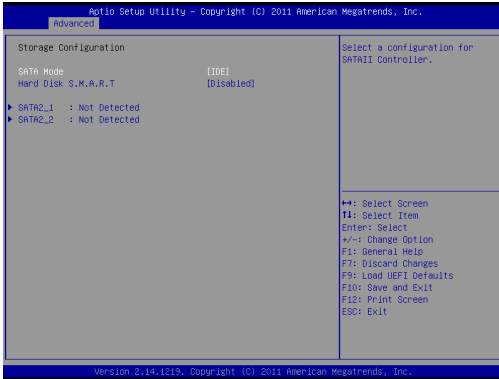 Aptio Setup Utility – Copyright (C) 2011 American Megatrends, Inc.
Advanced
Storage Configuration
SATA Mode [IDE]
Hard Disk S.M.A.R.T [Disabled]
SATA2_1 : Not Detected
SATA2_2 : Not Detected
Select a configuration for
SATAII Controller.
↔: Select Screen
↑↓: Select Item
Enter: Select
+/-: Change Option
F1: General Help
F7: Discard Changes
F9: Load UEFI Defaults
F10: Save and Exit
F12: Print Screen
ESC: Exit
Version 2.14.1219. Copyright (C) 2011 American Megatrends, Inc.